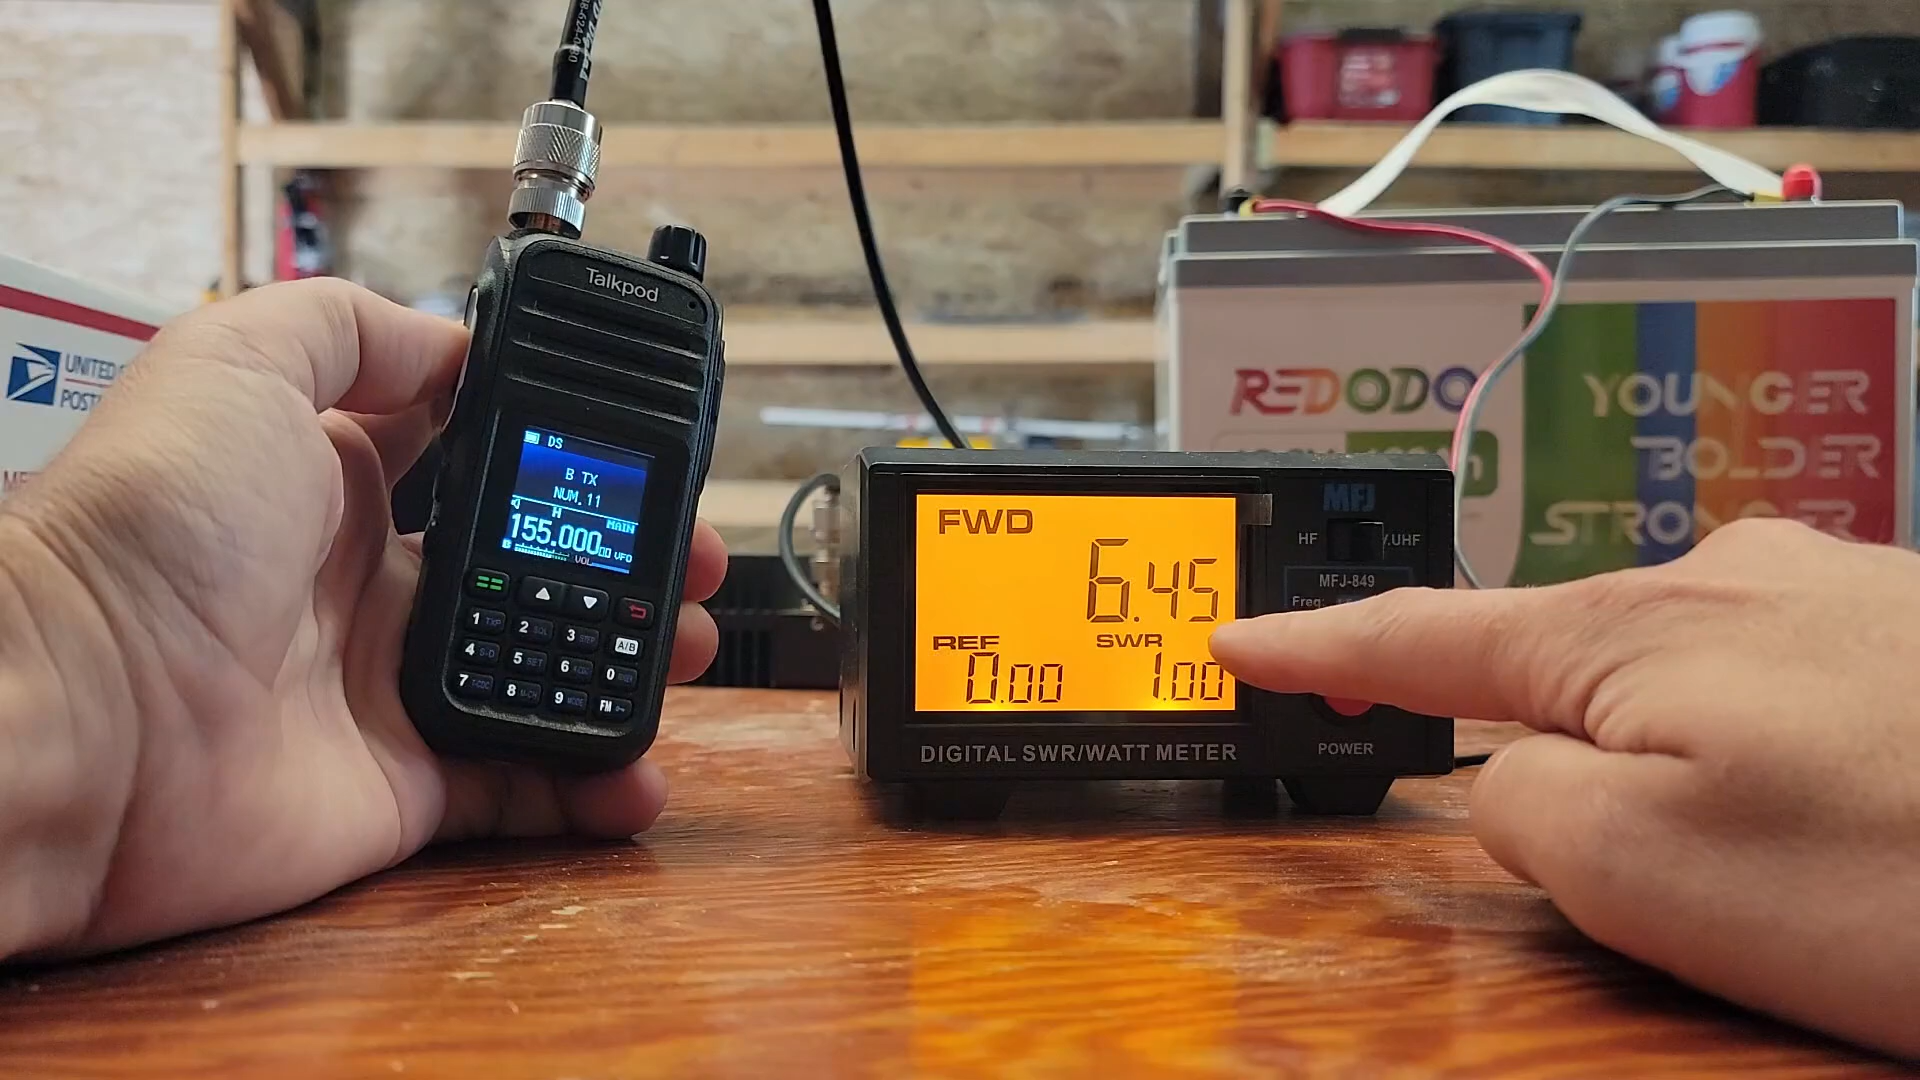 Talkpod
DS
B TX
NUM.11
H
MAIN
155.000
VFO
VOL
1 2 3 A/B
4 5 6 0
7 8 9 FM
UNITED
POST
FWD
6.45
REF
SWR
0.00
1.00
DIGITAL SWR/WATT METER
MFJ
HF
/.UHF
MFJ-849
Freq:
POWER
REDODO
YOUNGER
BOLDER
STRONGER